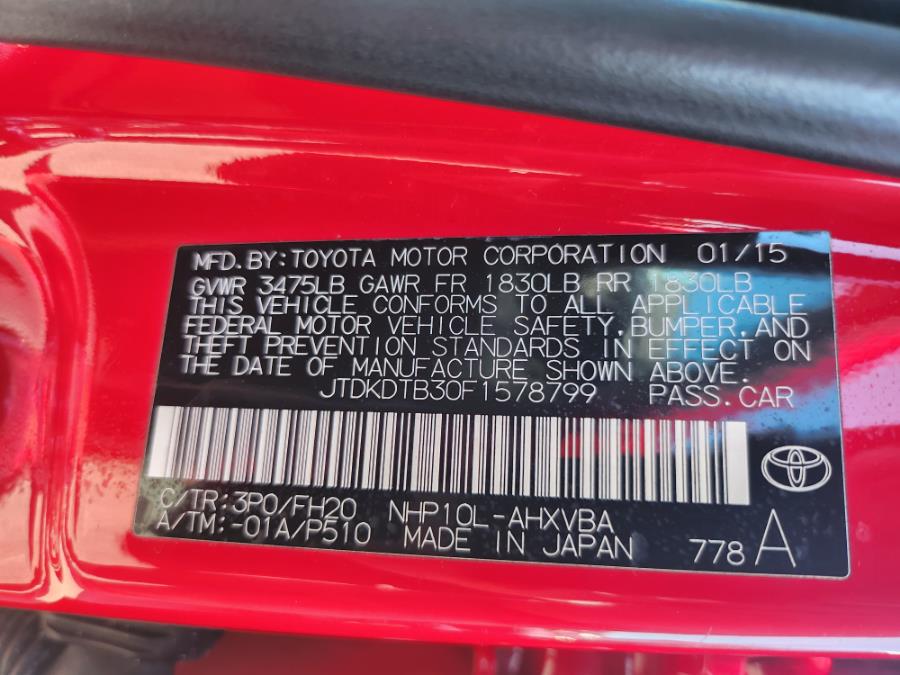 MFD.BY:TOYOTA MOTOR CORPORATION 01/15
GVWR 3475LB GAWR FR 1830LB RR 1830LB
THIS VEHICLE CONFORMS TO ALL APPLICABLE
FEDERAL MOTOR VEHICLE SAFETY,BUMPER,AND
THEFT PREVENTION STANDARDS IN EFFECT ON
THE DATE OF MANUFACTURE SHOWN ABOVE.
JTDKDTB30F1578799 PASS.CAR
C/TR:3P0/FH20 NHP10L-AHXVBA
A/TM:-01A/P510 MADE IN JAPAN 778 A